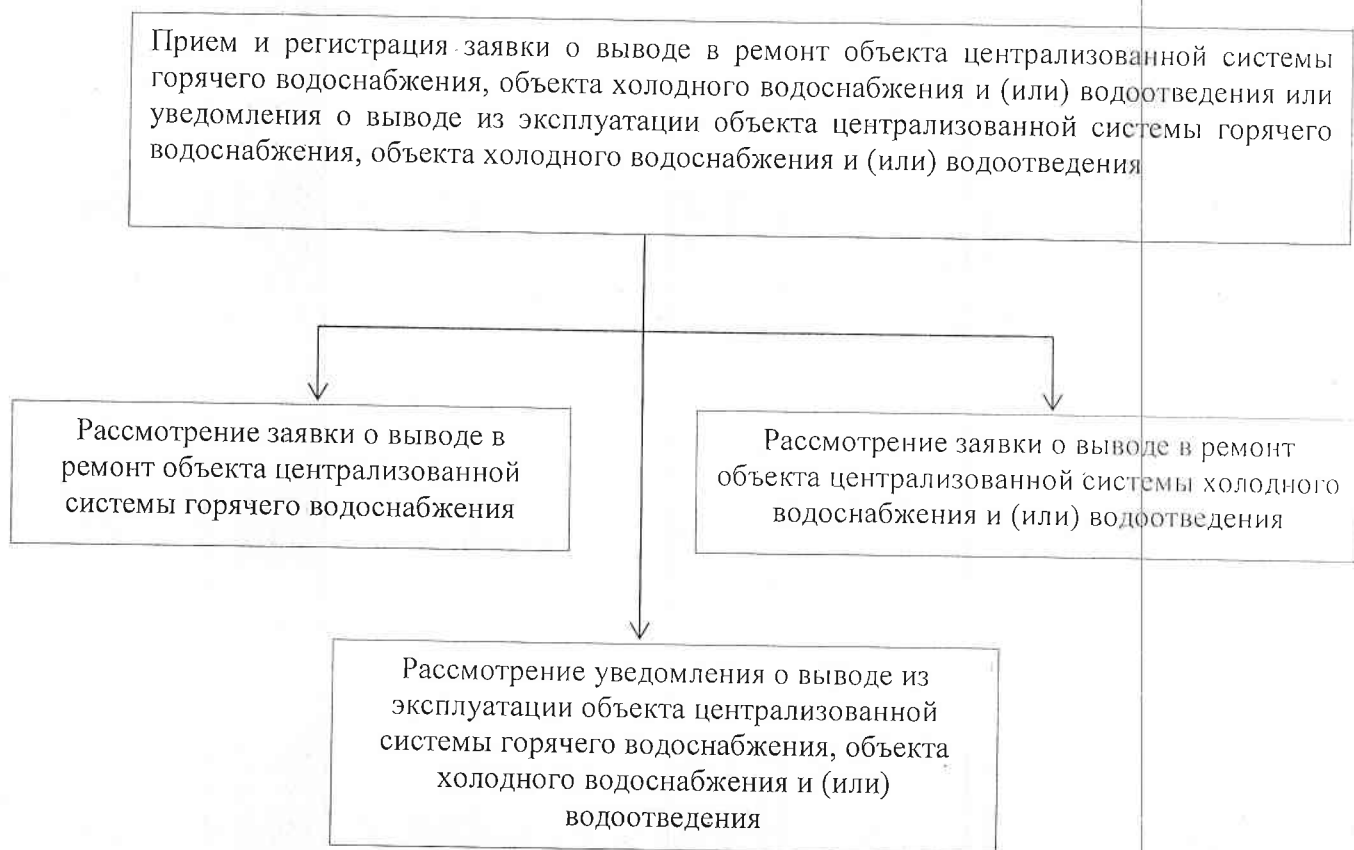 Прием и регистрация заявки о выводе в ремонт объекта централизованной системы
горячего водоснабжения, объекта холодного водоснабжения и (или) водоотведения или
уведомления о выводе из эксплуатации объекта централизованной системы горячего
водоснабжения, объекта холодного водоснабжения и (или) водоотведения
Рассмотрение заявки о выводе в
ремонт объекта централизованной
системы горячего водоснабжения
Рассмотрение заявки о выводе в ремонт
объекта централизованной системы холодного
водоснабжения и (или) водоотведения
Рассмотрение уведомления о выводе из
эксплуатации объекта централизованной
системы горячего водоснабжения, объекта
холодного водоснабжения и (или)
водоотведения